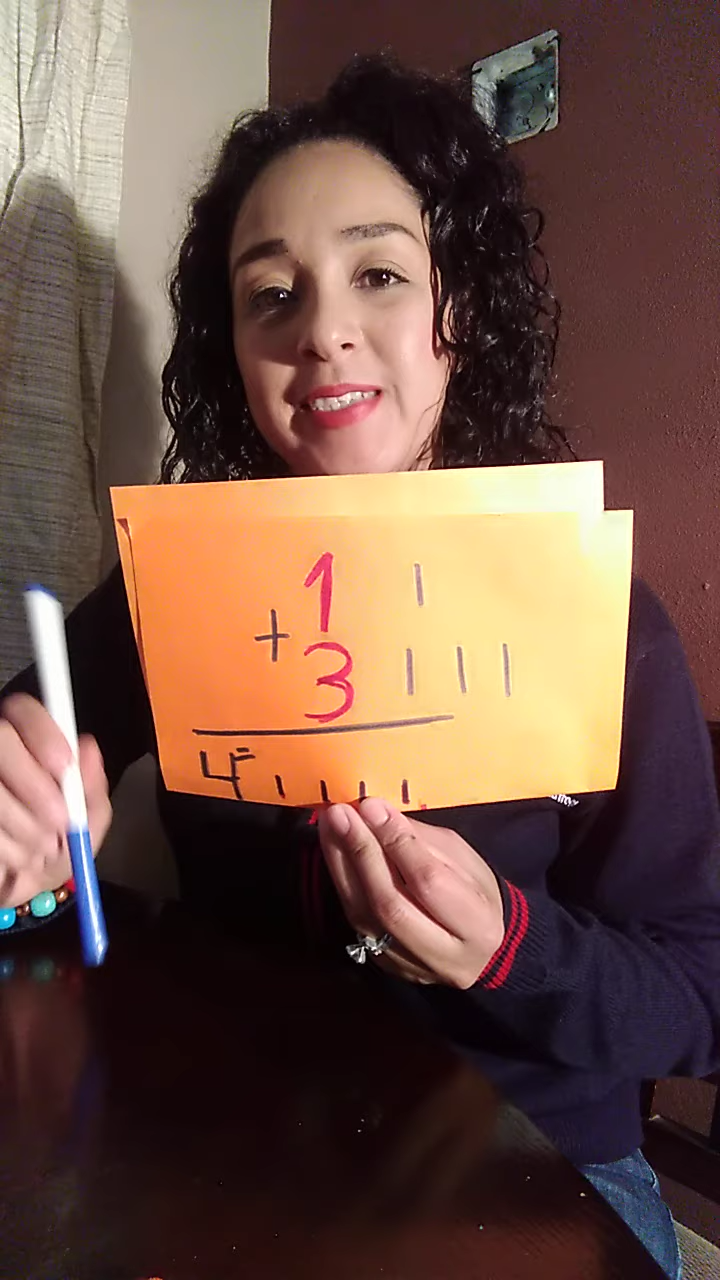 1 |
+
3 | | |
4= | | | |